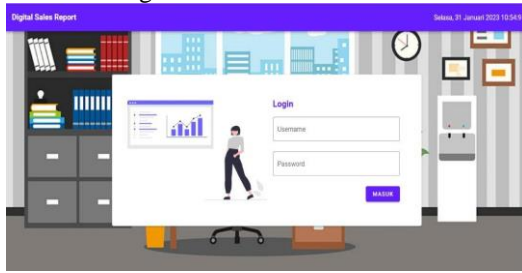 Digital Sales Report
Selasa, 31 Januari 2023 10:54:9
Login
Username
Password
MASUK